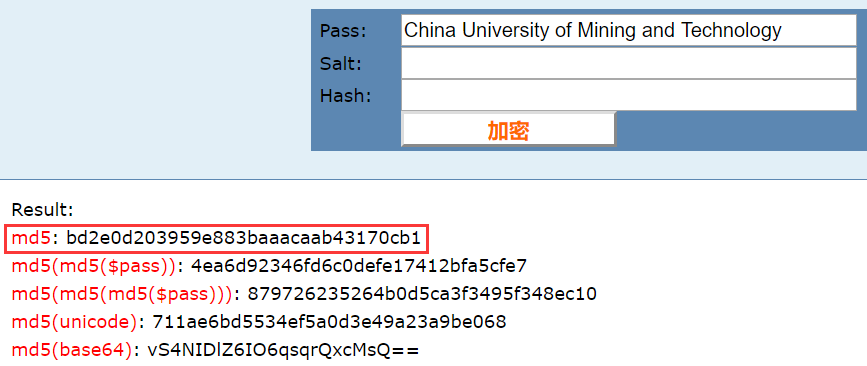 Pass: China University of Mining and Technology
Salt:
Hash:
加密
Result:
md5: bd2e0d203959e883baaacaab43170cb1
md5(md5($pass)): 4ea6d92346fd6c0defe17412bfa5cfe7
md5(md5(md5($pass))): 879726235264b0d5ca3f3495f348ec10
md5(unicode): 711ae6bd5534ef5a0d3e49a23a9be068
md5(base64): vS4NIDlZ6IO6qsqrQxcMsQ==